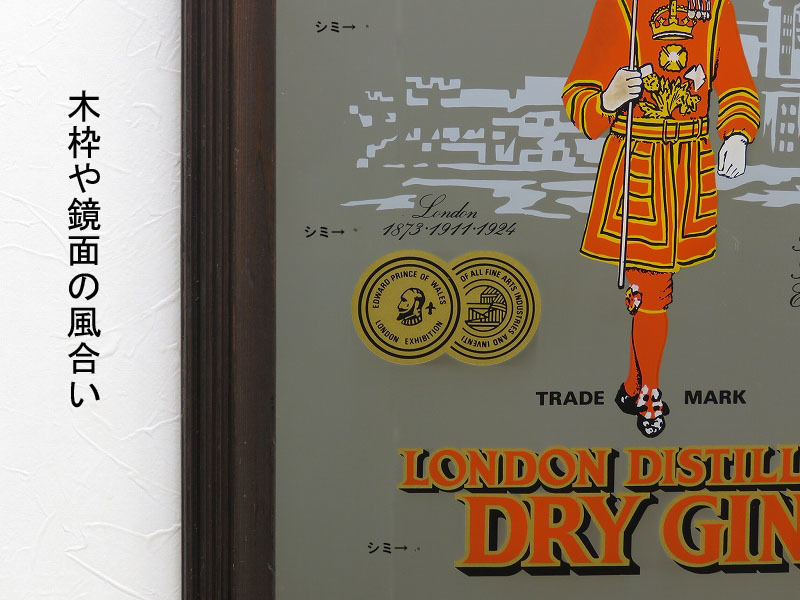 木枠や鏡面の風合い
シミ→
シミ→
London
1873·1911·1924
EDWARD PRINCE OF WALES
LONDON EXHIBITION
OF ALL FINE ARTS INDUSTRIES AND INVENTI
TRADE MARK
LONDON DISTILL
DRY GIN
シミ→